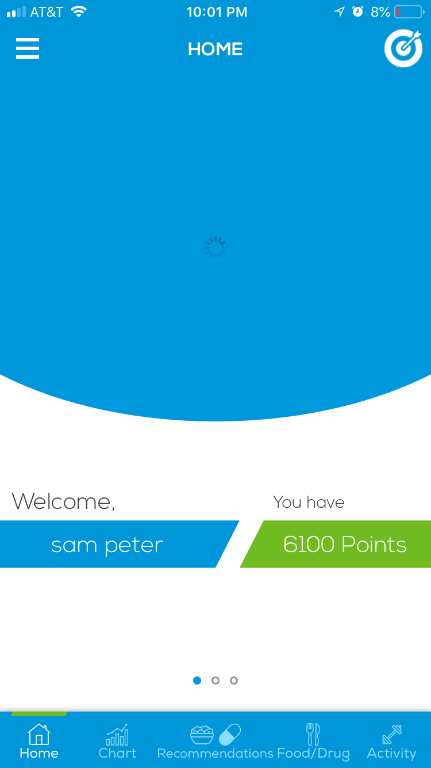 AT&T 10:01 PM 8%
HOME
Welcome,
You have
sam peter
6100 Points
Home Chart Recommendations Food/Drug Activity